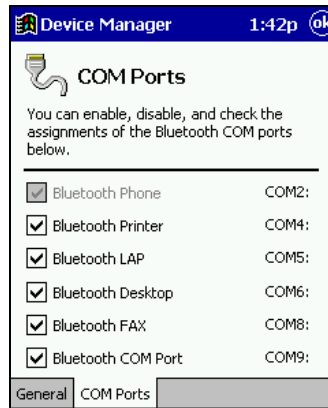 Device Manager 1:42p ok
COM Ports
You can enable, disable, and check the
assignments of the Bluetooth COM ports
below.
Bluetooth Phone COM2:
Bluetooth Printer COM4:
Bluetooth LAP COM5:
Bluetooth Desktop COM6:
Bluetooth FAX COM8:
Bluetooth COM Port COM9:
General COM Ports